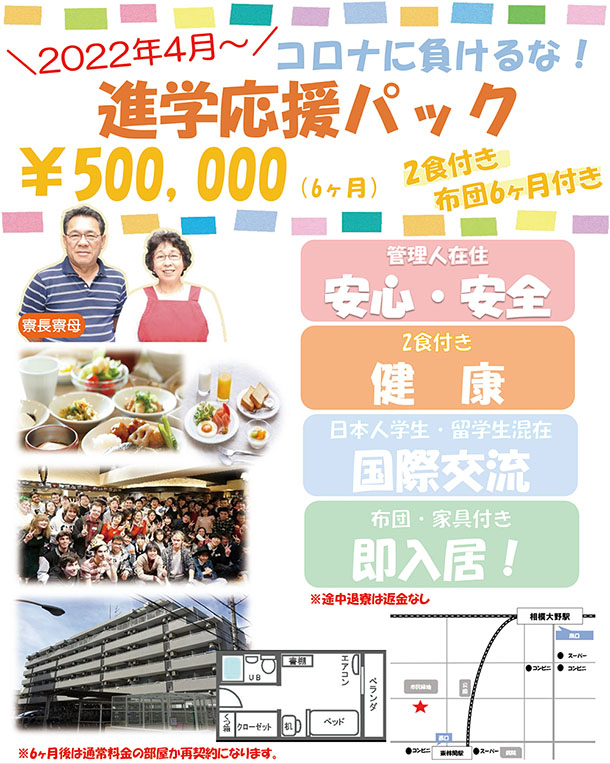 ＼2022年4月～／
コロナに負けるな！
進学応援パック
￥500,000（6ヶ月）
2食付き
布団6ヶ月付き
寮長寮母
管理人在住
安心・安全
2食付き
健 康
日本人学生・留学生混在
国際交流
布団・家具付き
即入居！
※途中退寮は返金なし
相模大野駅
南口
スーパー
コンビニ
コンビニ
市民緑地
東口
コンビニ
東林間駅
スーパー
病院
UB
書棚
エアコン
ベランダ
クローゼット
机
ベッド
※6ヶ月後は通常料金の部屋か再契約になります。